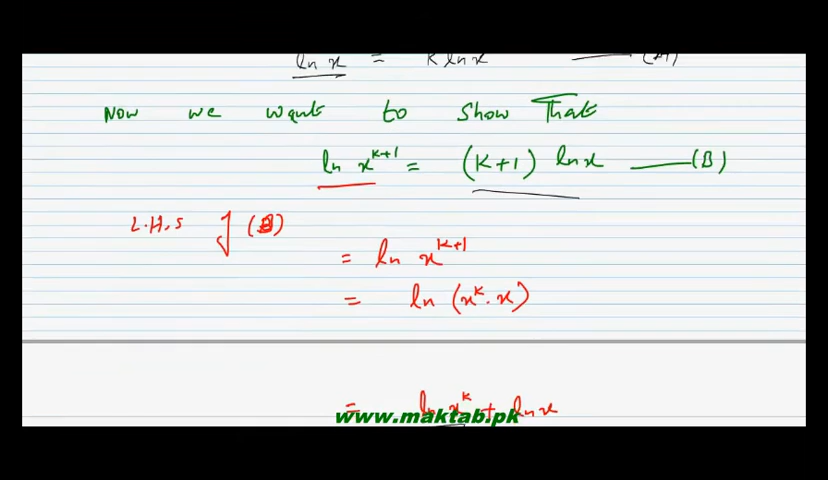 ln x = K ln x ——— (A)
Now we want to show That
ln x^{k+1} = (K+1) ln x ——— (B)
L.H.S of (B)
= ln x^{k+1}
= ln (x^k . x)
= ln x^k + ln x
www.maktab.pk